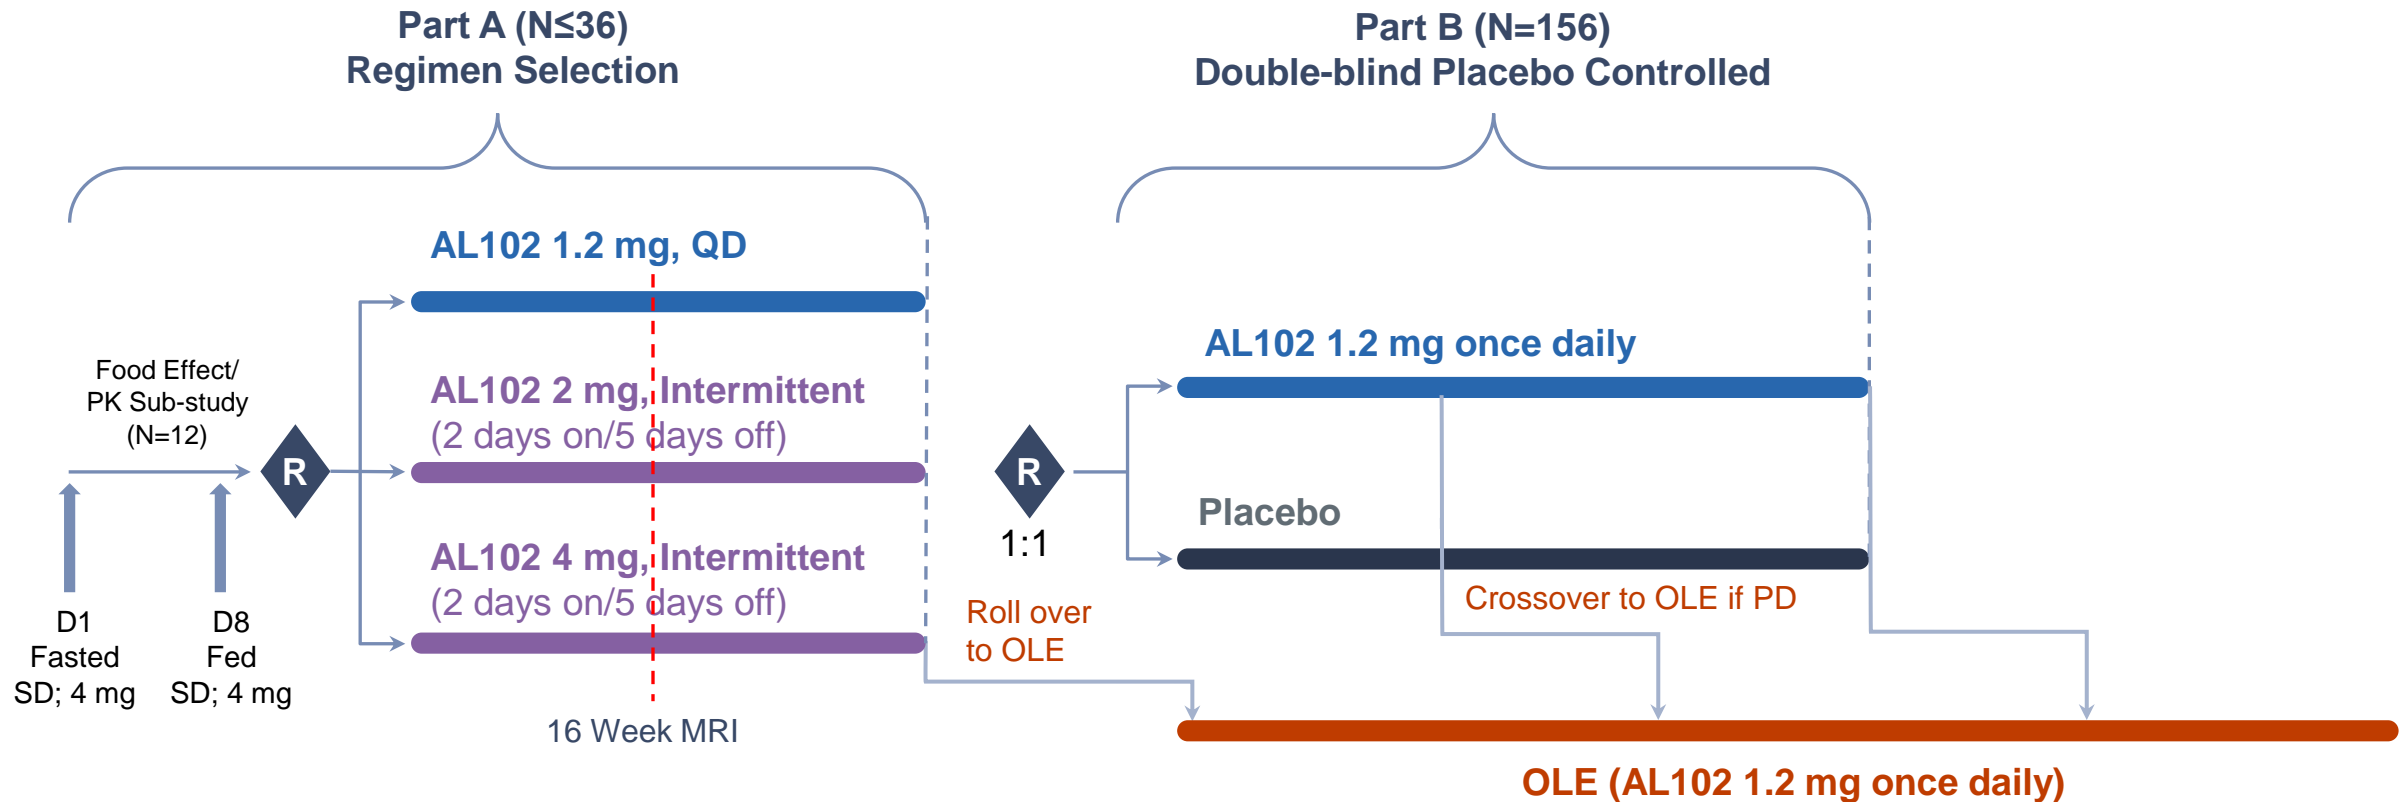 Part A (N≤36)
Regimen Selection
Part B (N=156)
Double-blind Placebo Controlled
AL102 1.2 mg, QD
Food Effect/
PK Sub-study
(N=12)
R
AL102 2 mg, Intermittent
(2 days on/5 days off)
AL102 4 mg, Intermittent
(2 days on/5 days off)
D1
Fasted
SD; 4 mg
D8
Fed
SD; 4 mg
16 Week MRI
AL102 1.2 mg once daily
R
1:1
Placebo
Roll over
to OLE
Crossover to OLE if PD
OLE (AL102 1.2 mg once daily)